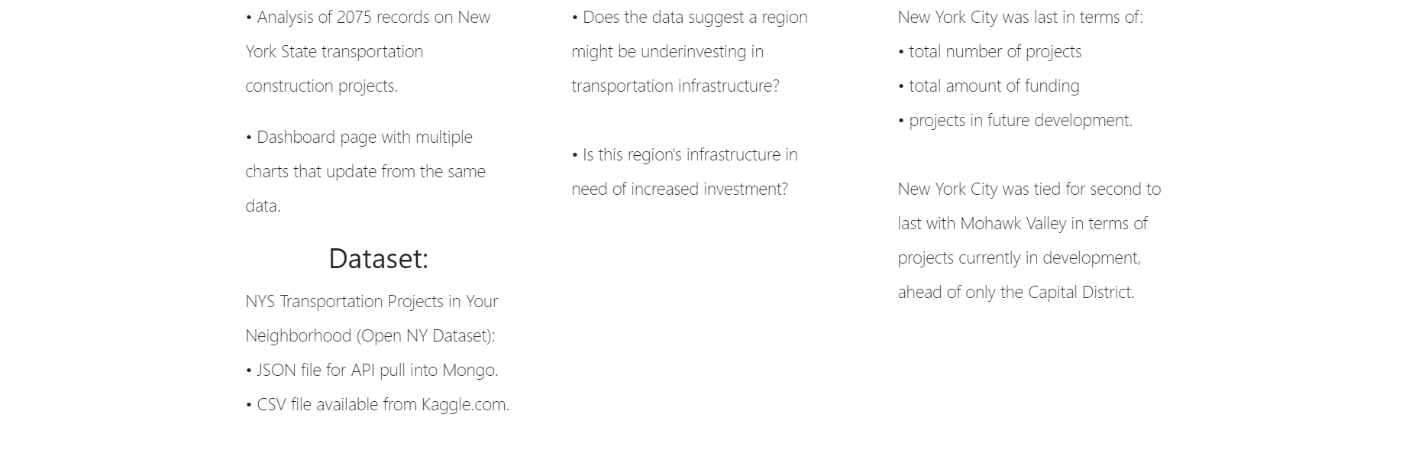 • Analysis of 2075 records on New
York State transportation
construction projects.
• Dashboard page with multiple
charts that update from the same
data.
Dataset:
NYS Transportation Projects in Your
Neighborhood (Open NY Dataset):
• JSON file for API pull into Mongo.
• CSV file available from Kaggle.com.
• Does the data suggest a region
might be underinvesting in
transportation infrastructure?
• Is this region's infrastructure in
need of increased investment?
New York City was last in terms of:
• total number of projects
• total amount of funding
• projects in future development.
New York City was tied for second to
last with Mohawk Valley in terms of
projects currently in development,
ahead of only the Capital District.